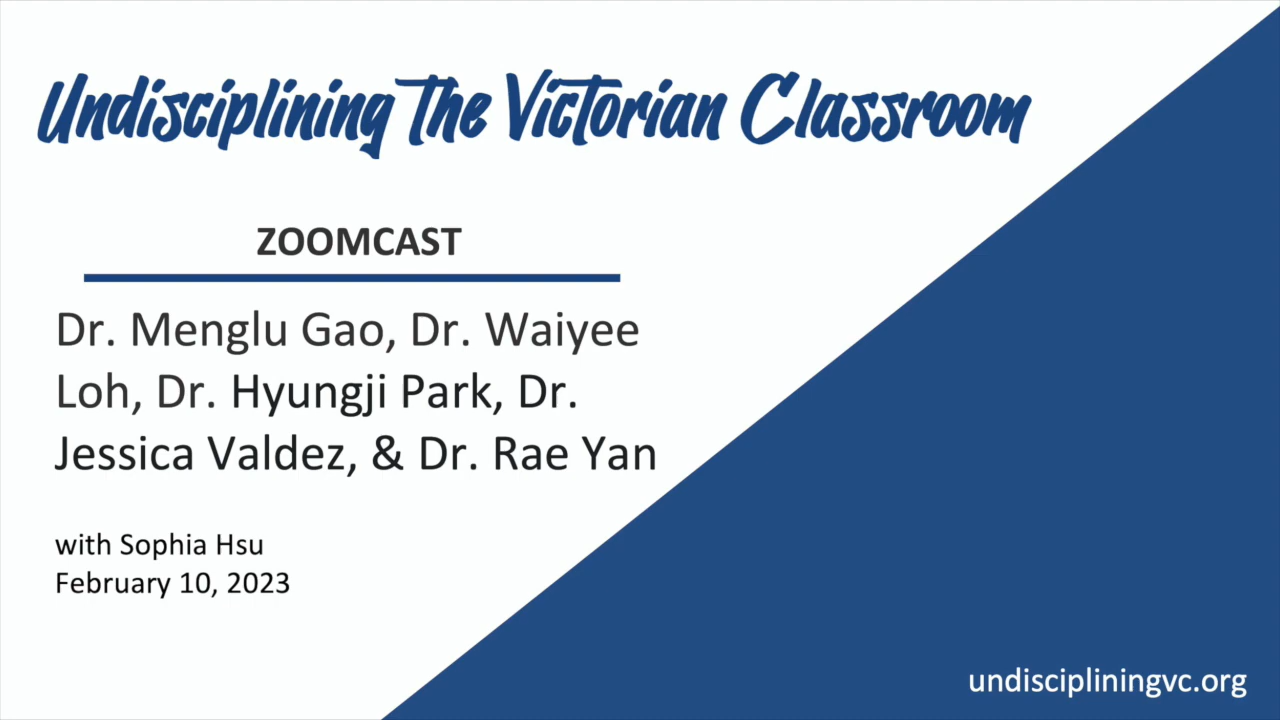 Undisciplining The Victorian Classroom
ZOOMCAST
Dr. Menglu Gao, Dr. Waiyee
Loh, Dr. Hyungji Park, Dr.
Jessica Valdez, & Dr. Rae Yan
with Sophia Hsu
February 10, 2023
undiscipliningvc.org